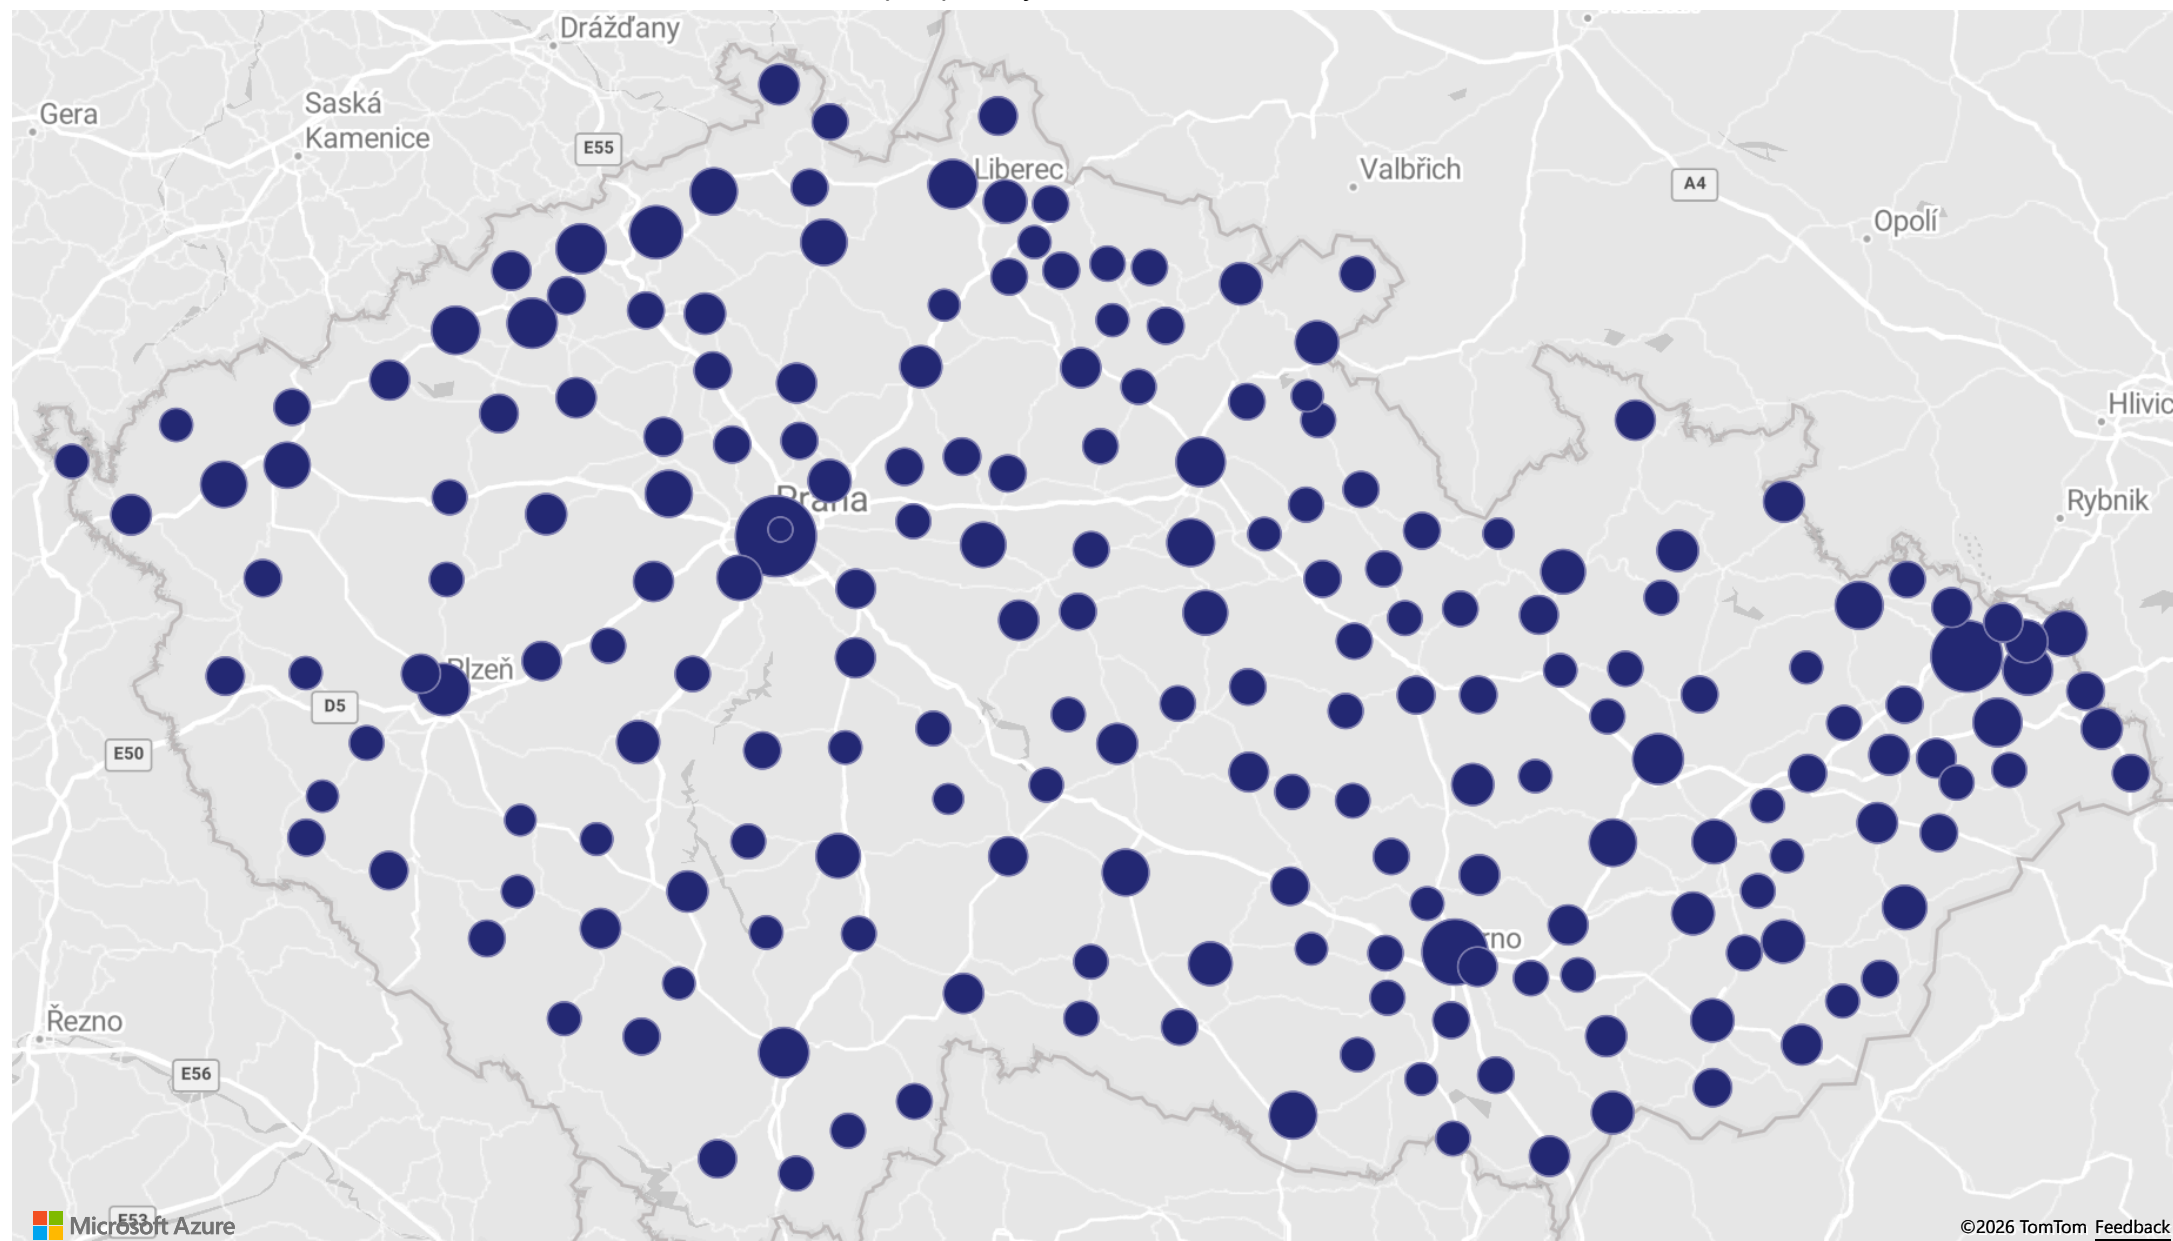 Drážďany
Gera
Saská
Kamenice
E55
Liberec
Valbřich
A4
Opolí
Hlivic
Praha
Rybnik
Plzeň
D5
E50
rno
Řezno
E56
E53
Microsoft Azure
©2026 TomTom Feedback